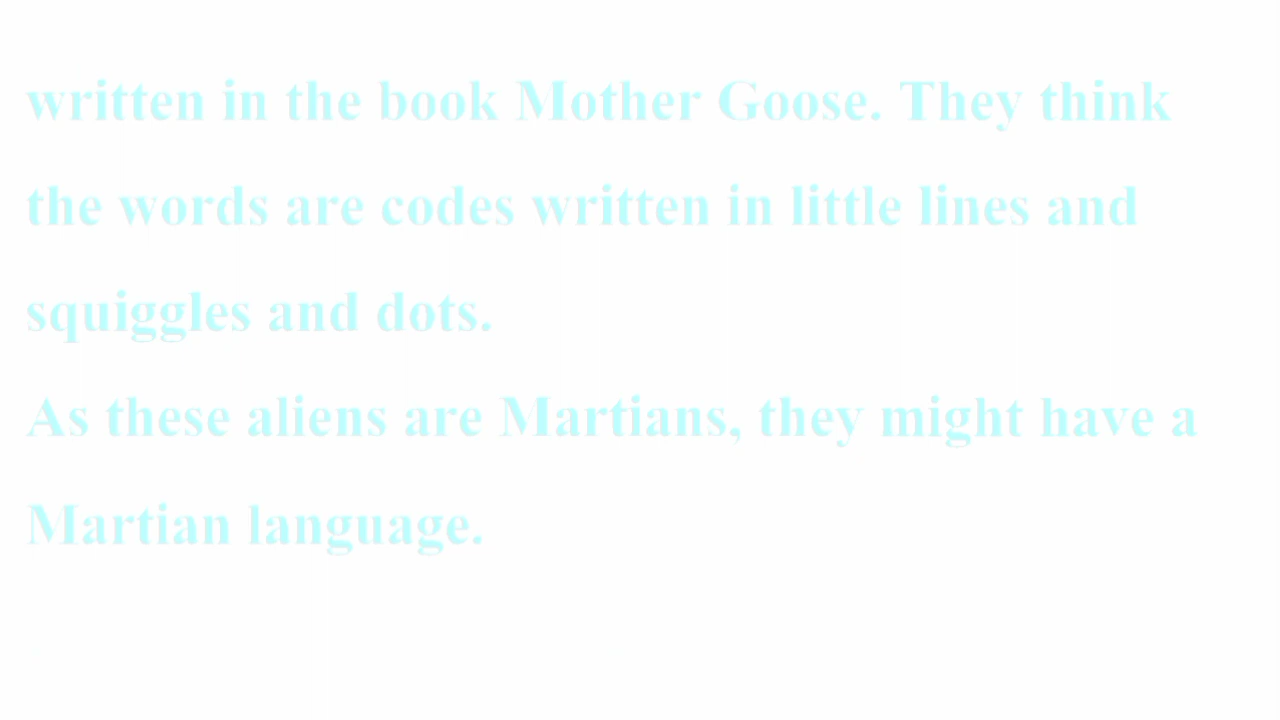 written in the book Mother Goose. They think
the words are codes written in little lines and
squiggles and dots.
As these aliens are Martians, they might have a
Martian language.